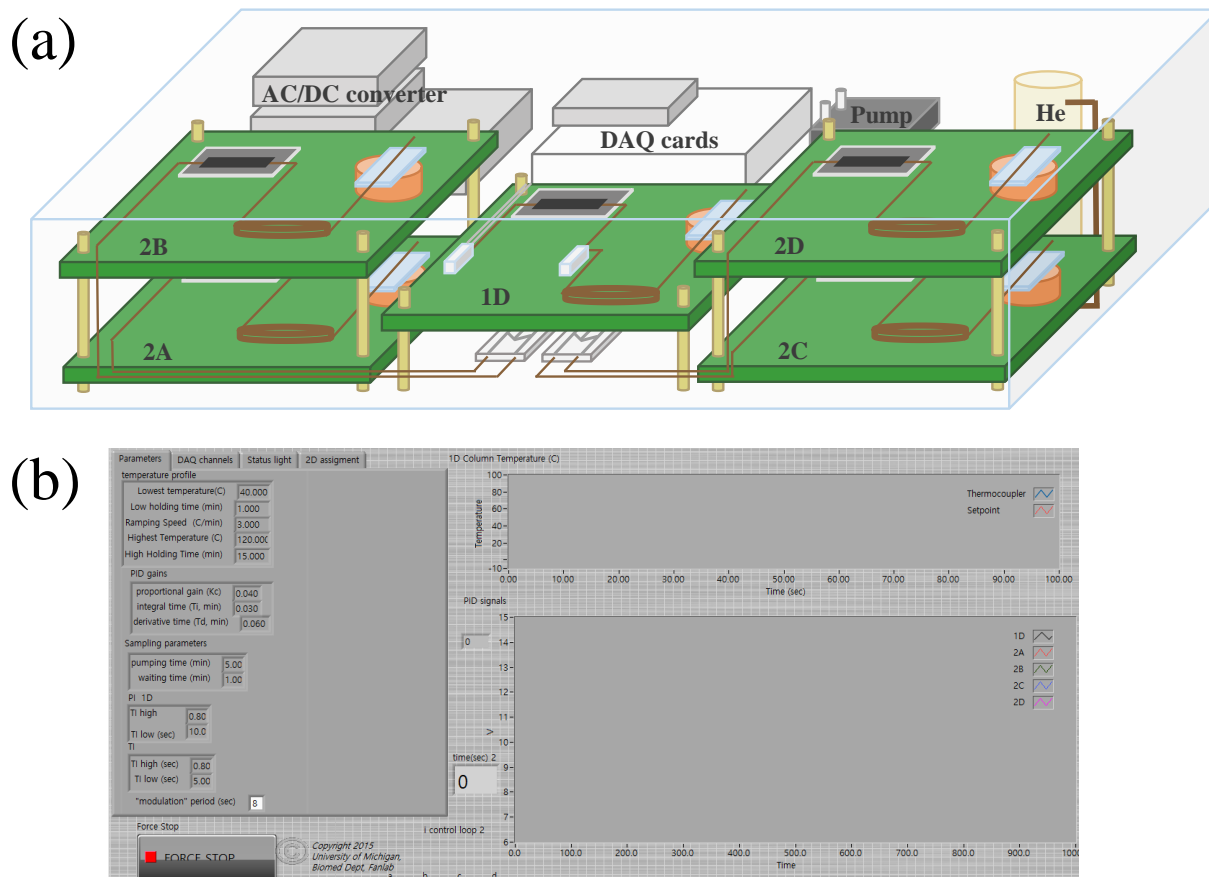 (a)
AC/DC converter
DAQ cards
Pump
He
2B
2A
1D
2D
2C
(b)
Parameters DAQ channels Status light 2D assigment
temperature profile
Lowest temperature(C) 40.000
Low holding time (min) 1.000
Ramping Speed (C/min) 3.000
Highest Temperature (C) 120.000
High Holding Time (min) 15.000
PID gains
proportional gain (Kc) 0.040
integral time (Ti, min) 0.030
derivative time (Td, min) 0.060
Sampling parameters
pumping time (min) 5.00
waiting time (min) 1.00
PI 1D
TI high 0.80
TI low (sec) 10.0
TI
TI high (sec) 0.80
TI low (sec) 5.00
"modulation" period (sec) 8
Force Stop
FORCE STOP
Copyright 2015
University of Michigan,
Biomed Dept, Fanlab
1D Column Temperature (C)
Temperature
100
80
60
40
20
-10
Thermocoupler
Setpoint
0.00 10.00 20.00 30.00 40.00 50.00 60.00 70.00 80.00 90.00 100.00
Time (sec)
PID signals
0
time(sec) 2
0
i control loop 2
a b c d
V
15
14
13
12
11
10
9
8
7
6
1D
2A
2B
2C
2D
0.0 100.0 200.0 300.0 400.0 500.0 600.0 700.0 800.0 900.0 1000
Time